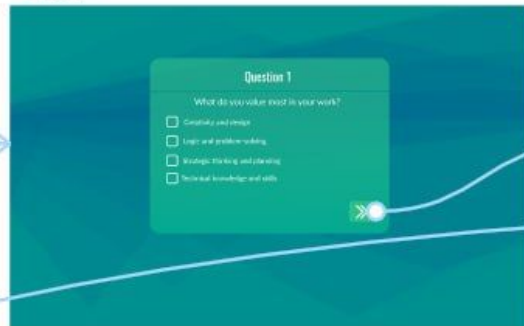 Question 1
What do you value most in your work?
Creativity and design
Logic and problem-solving
Strategic thinking and planning
Technical knowledge and skills